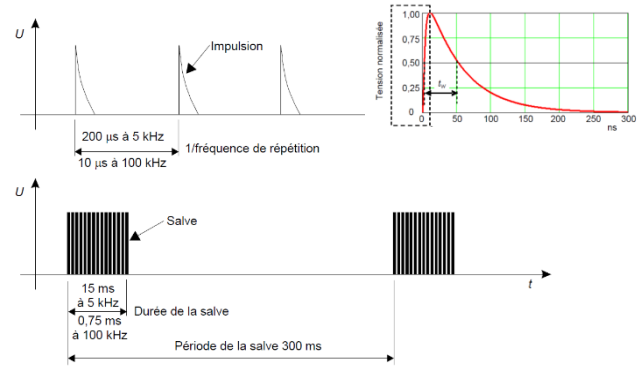 U
Impulsion
200 μs à 5 kHz
10 μs à 100 kHz
1/fréquence de répétition
Tension normalisée
1,00
0,75
0,50
0,25
0
tw
0 50 100 150 200 250 300
ns
U
Salve
t
15 ms
à 5 kHz
0,75 ms
à 100 kHz
Durée de la salve
Période de la salve 300 ms